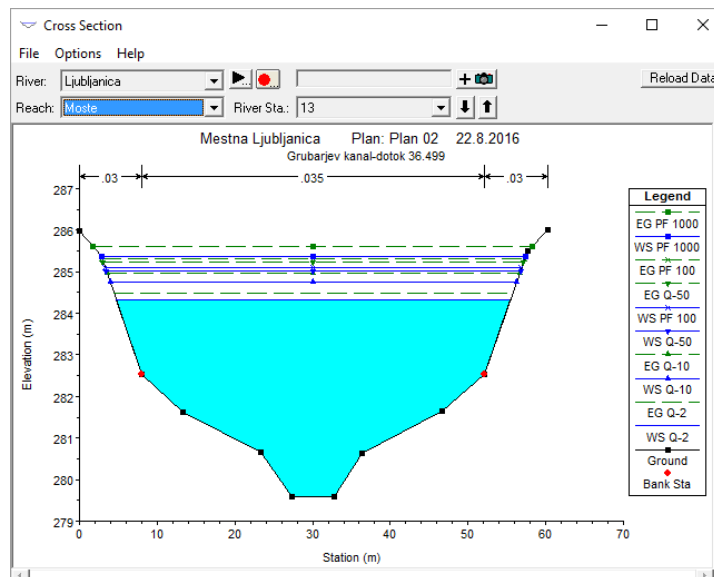 Cross Section
File Options Help
River: Ljubljanica
Reload Data
Reach: Moste River Sta.: 13
Mestna Ljubljanica Plan: Plan 02 22.8.2016
Grubarjev kanal-dotok 36.499
.03 .035 .03
287
286
285
284
283
282
281
280
279
Elevation (m)
0 10 20 30 40 50 60 70
Station (m)
Legend
EG PF 1000
WS PF 1000
EG PF 100
EG Q-50
WS PF 100
WS Q-50
EG Q-10
WS Q-10
EG Q-2
WS Q-2
Ground
Bank Sta